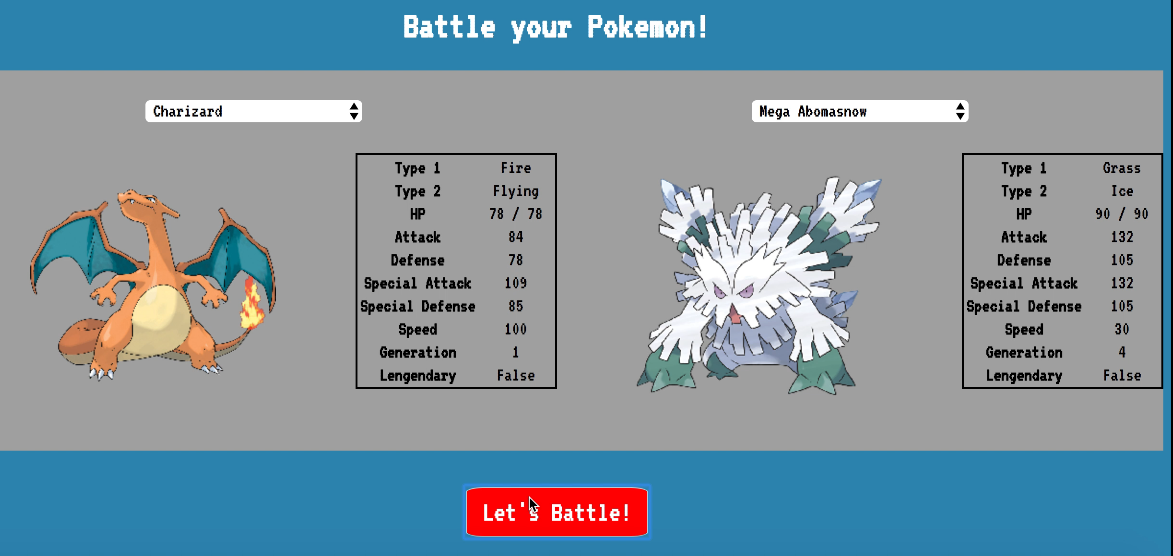 Battle your Pokemon!
Charizard
Type 1 Fire
Type 2 Flying
HP 78 / 78
Attack 84
Defense 78
Special Attack 109
Special Defense 85
Speed 100
Generation 1
Lengendary False
Mega Abomasnow
Type 1 Grass
Type 2 Ice
HP 90 / 90
Attack 132
Defense 105
Special Attack 132
Special Defense 105
Speed 30
Generation 4
Lengendary False
Let's Battle!